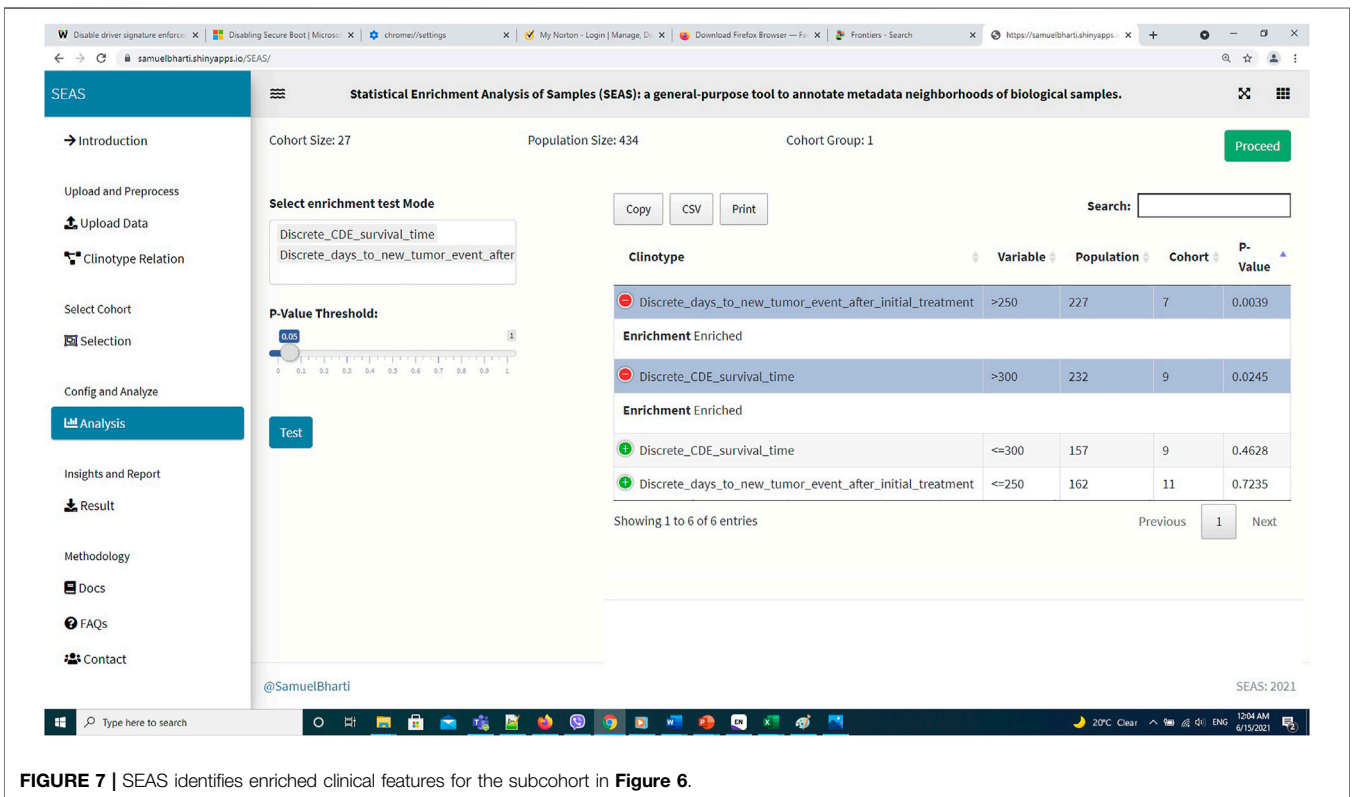 Disable driver signature enforce
Disabling Secure Boot | Microso
chrome://settings
My Norton - Login | Manage, Do
Download Firefox Browser — Fa
Frontiers - Search
https://samuelbharti.shinyapps.i
samuelbharti.shinyapps.io/SEAS/
SEAS
Statistical Enrichment Analysis of Samples (SEAS): a general-purpose tool to annotate metadata neighborhoods of biological samples.
Introduction
Upload and Preprocess
Upload Data
Clinotype Relation
Select Cohort
Selection
Config and Analyze
Analysis
Insights and Report
Result
Methodology
Docs
FAQs
Contact
Cohort Size: 27 Population Size: 434 Cohort Group: 1
Proceed
Select enrichment test Mode
Discrete_CDE_survival_time
Discrete_days_to_new_tumor_event_after
P-Value Threshold:
0.05 1
0 0.1 0.2 0.3 0.4 0.5 0.6 0.7 0.8 0.9 1
Test
Copy CSV Print
Search:
Clinotype Variable Population Cohort P-Value
Discrete_days_to_new_tumor_event_after_initial_treatment >250 227 7 0.0039
Enrichment Enriched
Discrete_CDE_survival_time >300 232 9 0.0245
Enrichment Enriched
Discrete_CDE_survival_time <=300 157 9 0.4628
Discrete_days_to_new_tumor_event_after_initial_treatment <=250 162 11 0.7235
Showing 1 to 6 of 6 entries
Previous 1 Next
@SamuelBharti
SEAS: 2021
Type here to search
20°C Clear ENG 12:04 AM
6/15/2021
FIGURE 7 | SEAS identifies enriched clinical features for the subcohort in Figure 6.